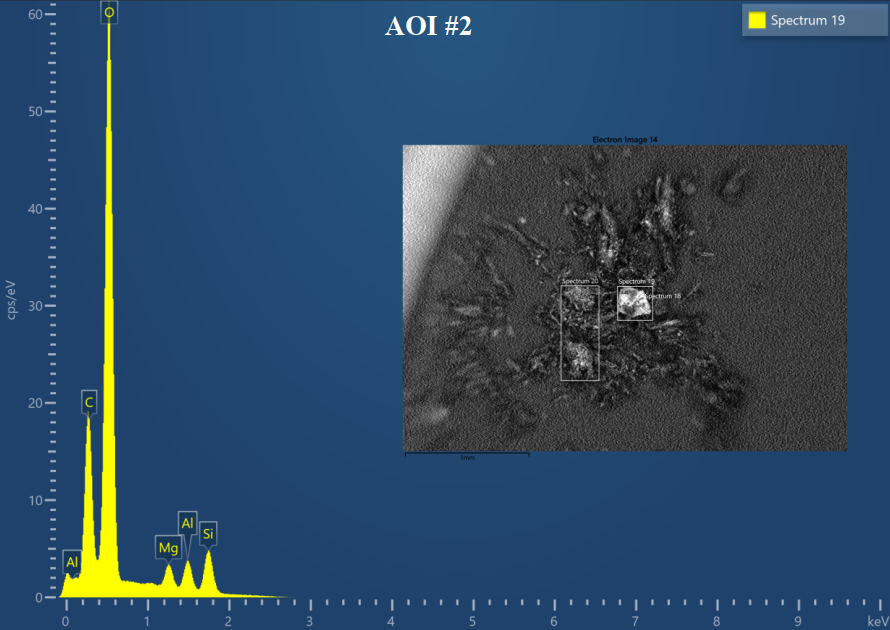 AOI #2
Spectrum 19
60
50
40
30
20
10
0
cps/eV
O
C
Al
Mg
Al
Si
0 1 2 3 4 5 6 7 8 9 keV
Electron Image 14
Spectrum 20
Spectrum 19
Spectrum 18
1mm